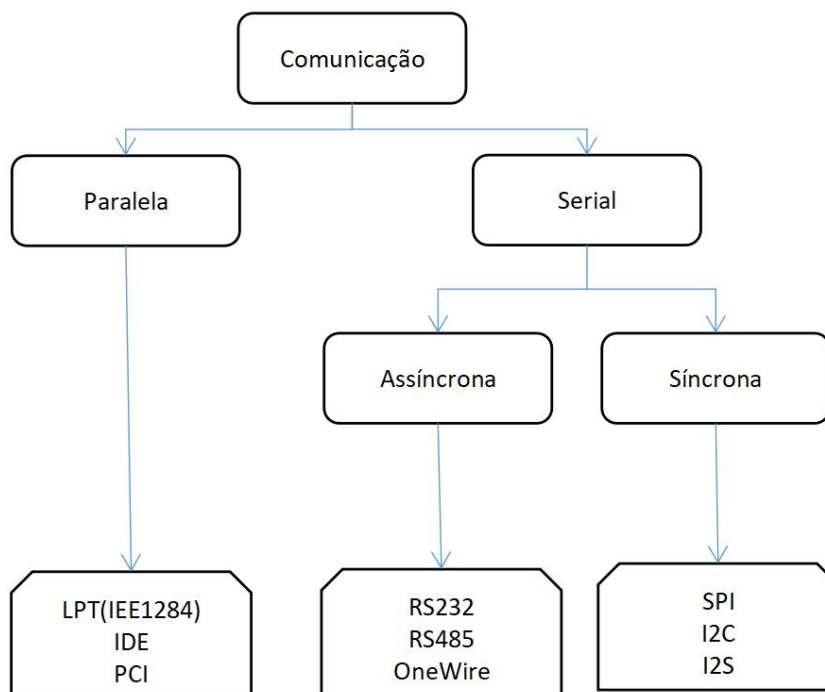 Comunicação
Paralela
Serial
Assíncrona
Síncrona
LPT(IEE1284)
IDE
PCI
RS232
RS485
OneWire
SPI
I2C
I2S